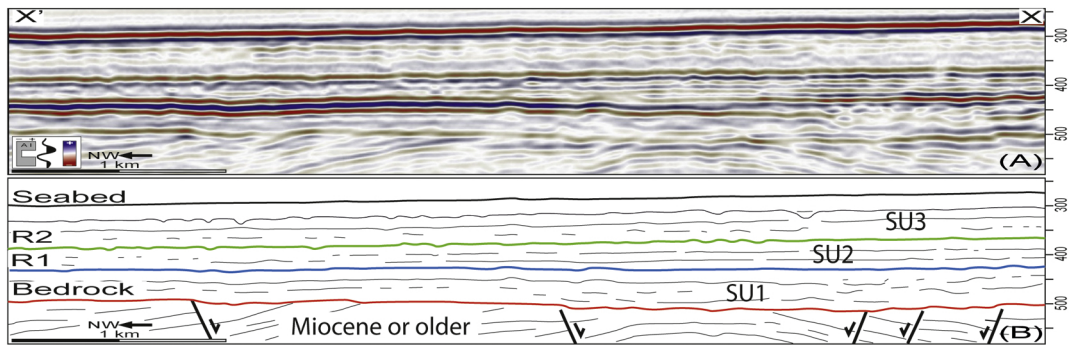 X'
X
300
400
500
- +
A I
+
-
NW
1 km
(A)
Seabed
300
SU3
R2
SU2
400
R1
SU1
Bedrock
500
NW
Miocene or older
1 km
(B)